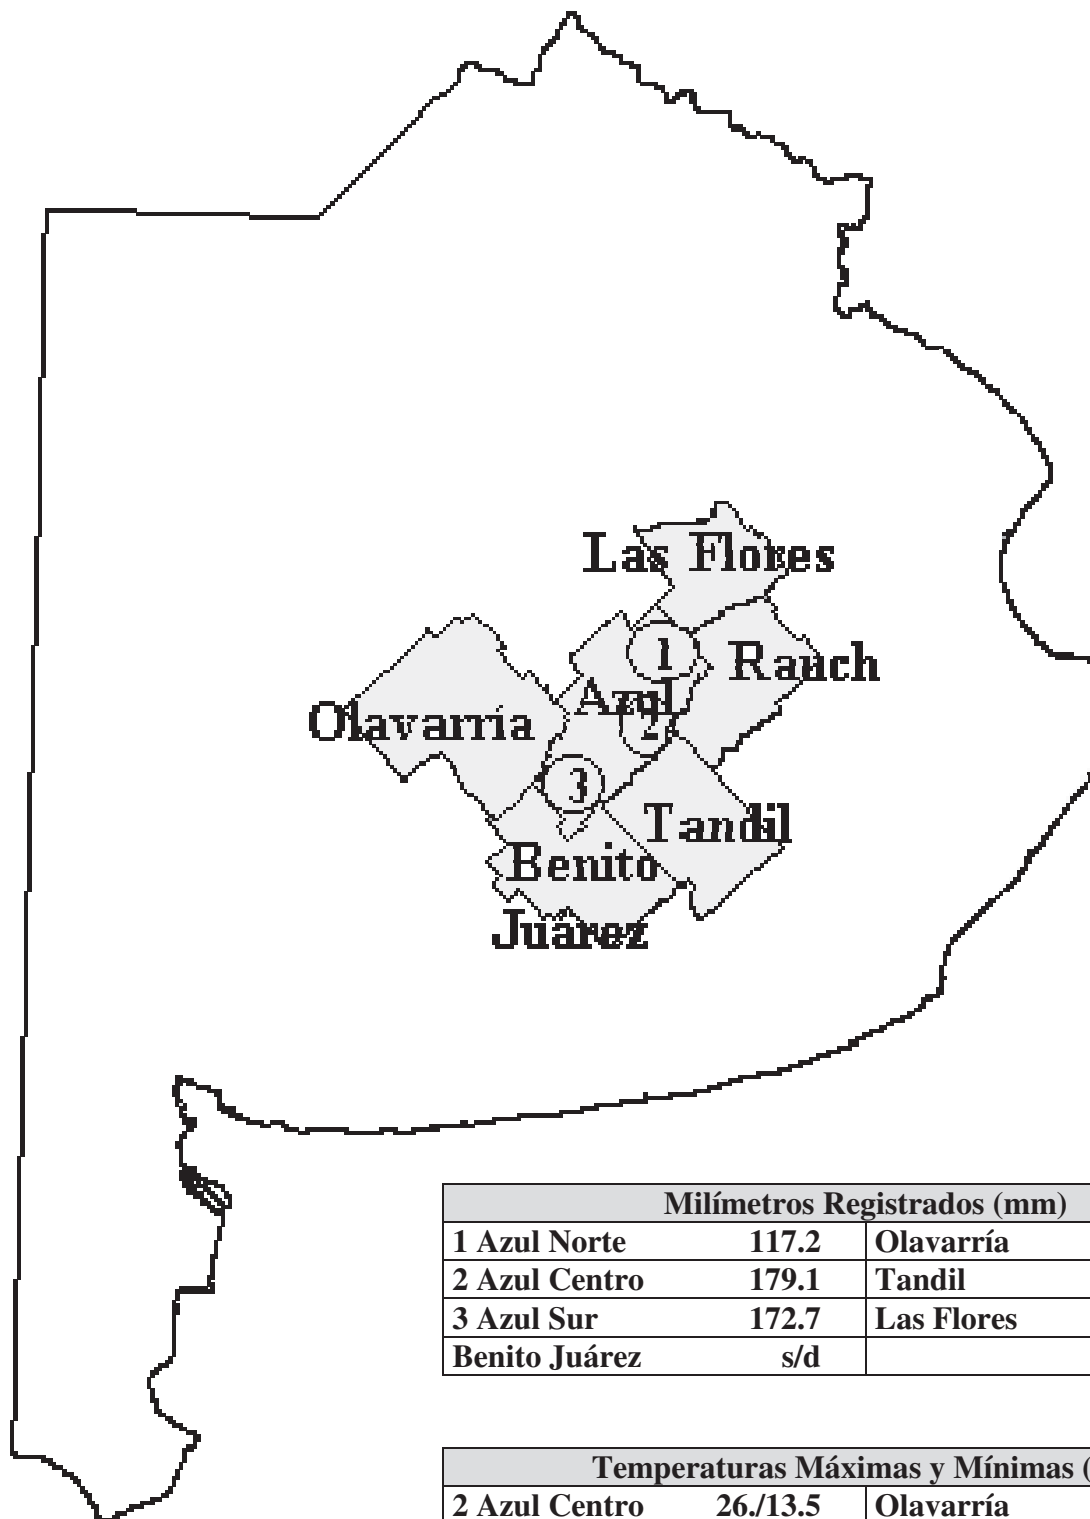 Las Flores
1
Rauch
Azul
Olavarría
2
3
Tandil
Benito
Juárez
Milímetros Registrados (mm)
1 Azul Norte 117.2 Olavarría
2 Azul Centro 179.1 Tandil
3 Azul Sur 172.7 Las Flores
Benito Juárez s/d
Temperaturas Máximas y Mínimas (
2 Azul Centro 26./13.5 Olavarría